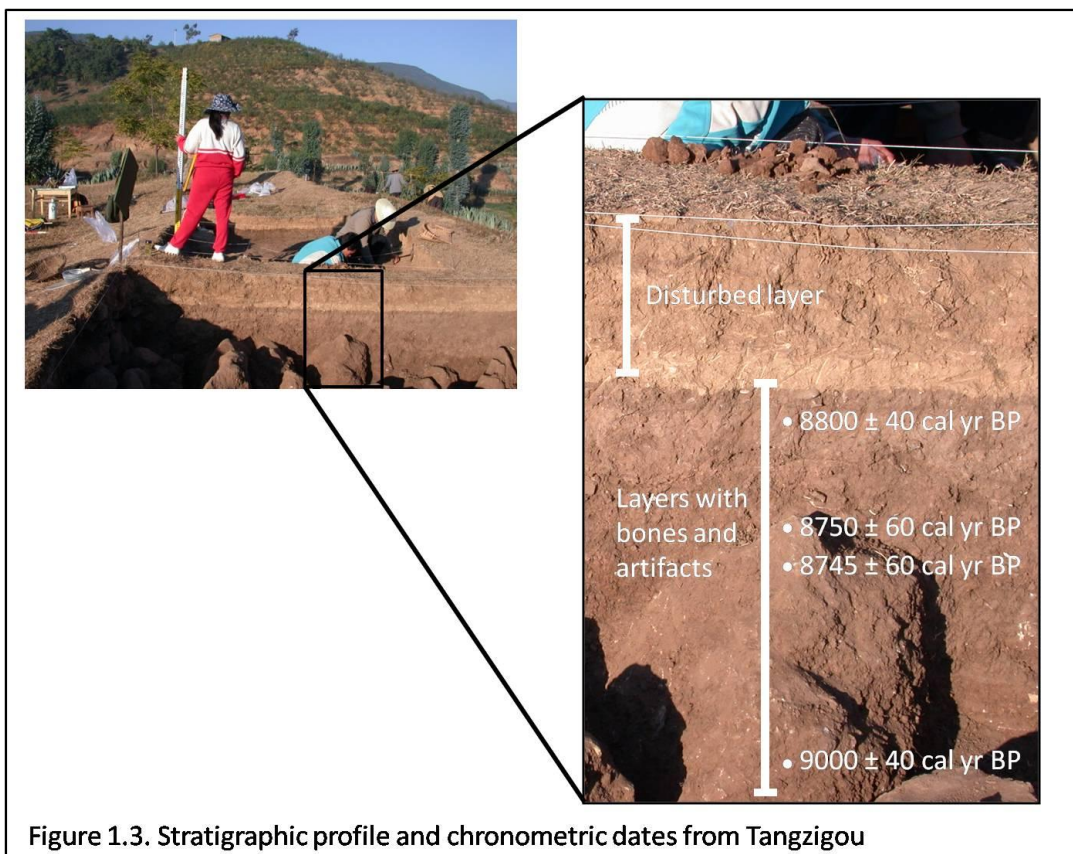 Disturbed layer
• 8800 ± 40 cal yr BP
Layers with
bones and
artifacts
• 8750 ± 60 cal yr BP
• 8745 ± 60 cal yr BP
• 9000 ± 40 cal yr BP
Figure 1.3. Stratigraphic profile and chronometric dates from Tangzigou